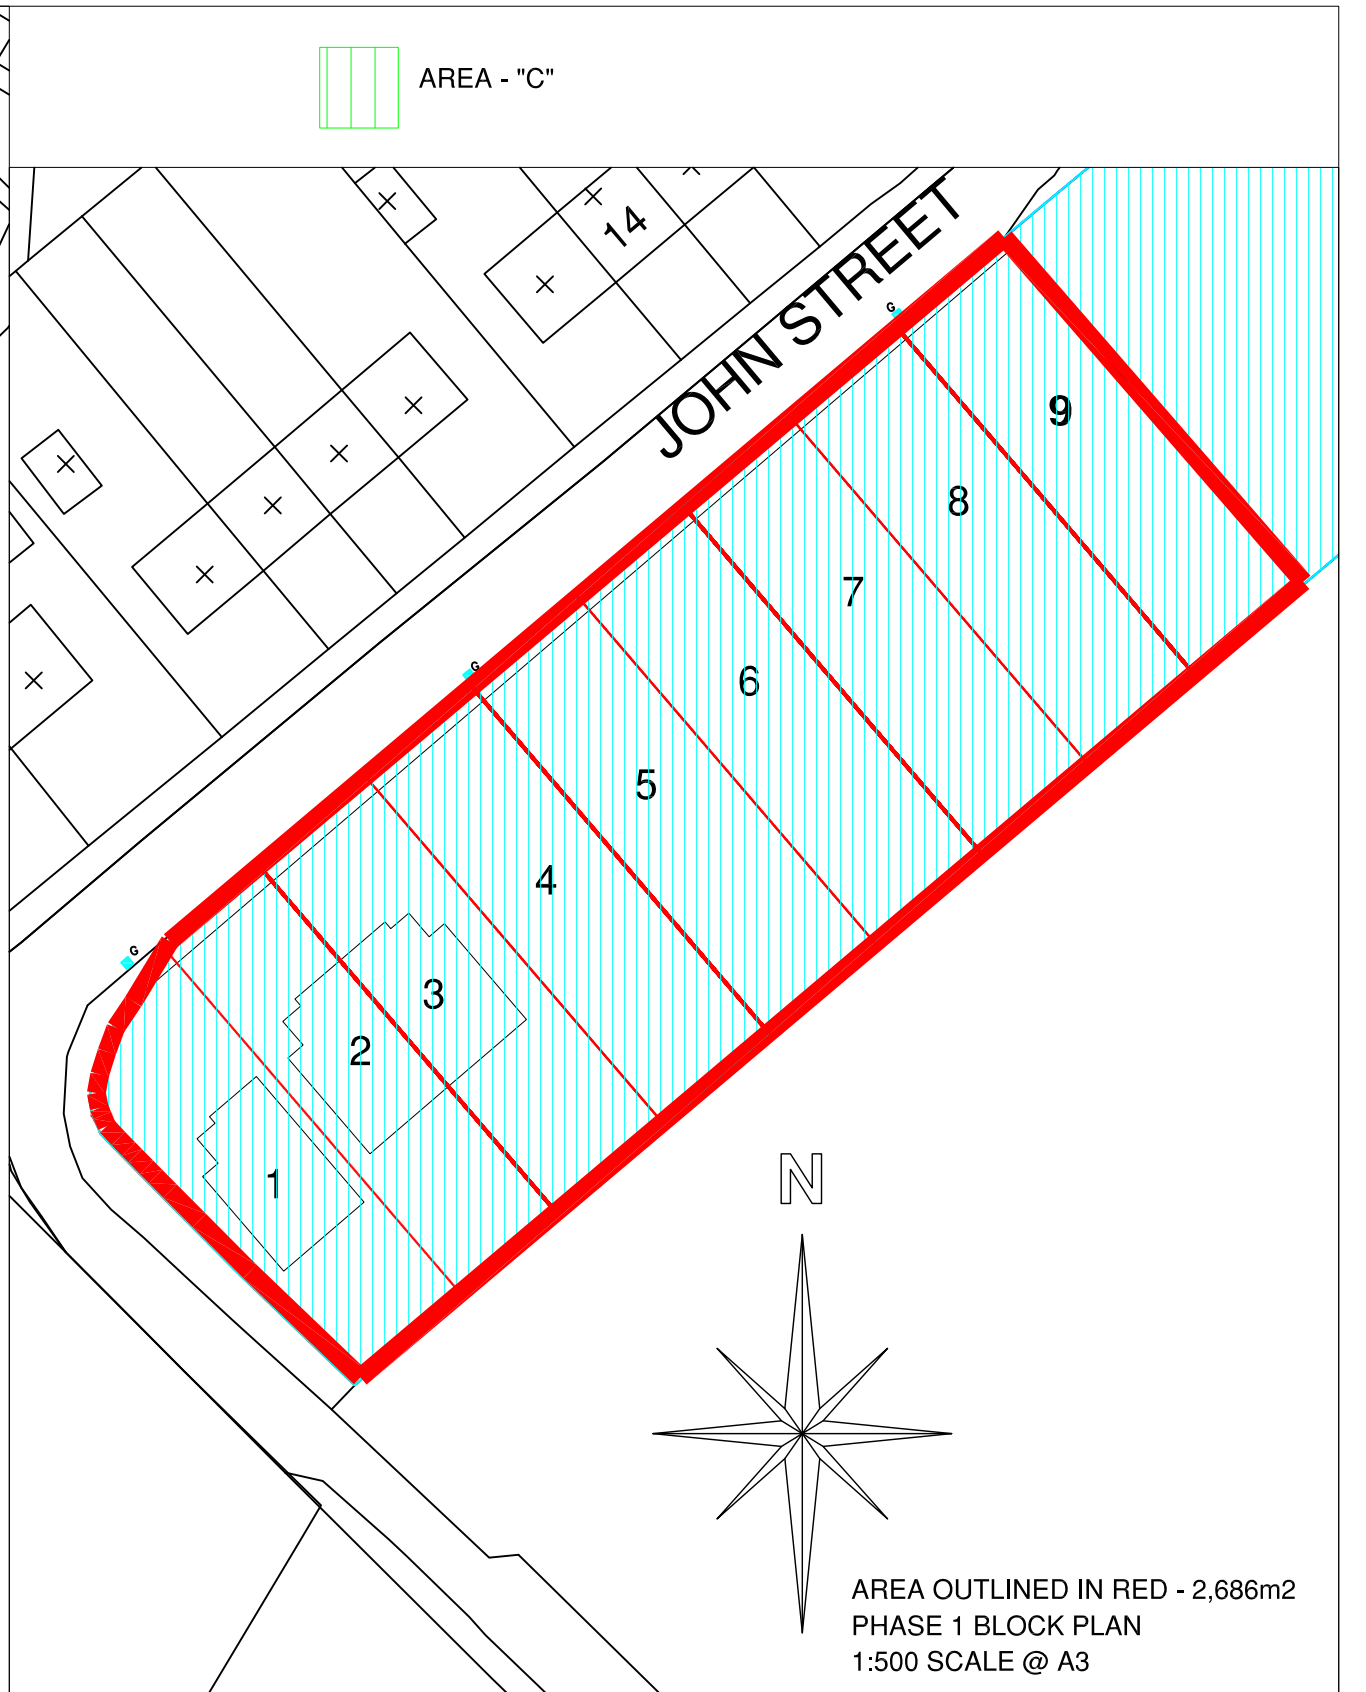 AREA - "C"
14
JOHN STREET
G
9
8
7
G
6
5
4
G
3
2
1
N
AREA OUTLINED IN RED - 2,686m2
PHASE 1 BLOCK PLAN
1:500 SCALE @ A3